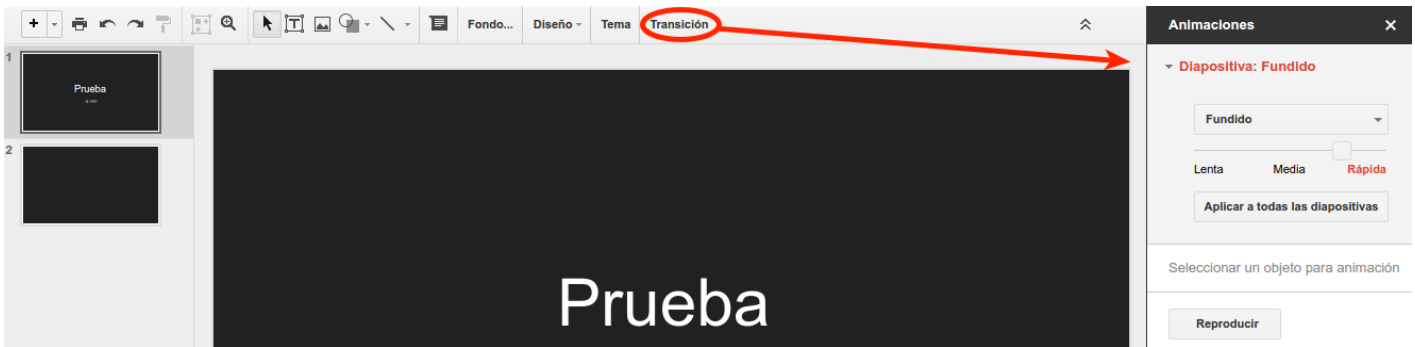 Fondo... Diseño Tema Transición
1
Prueba
a ver
2
Prueba
Animaciones
Diapositiva: Fundido
Fundido
Lenta Media Rápida
Aplicar a todas las diapositivas
Seleccionar un objeto para animación
Reproducir